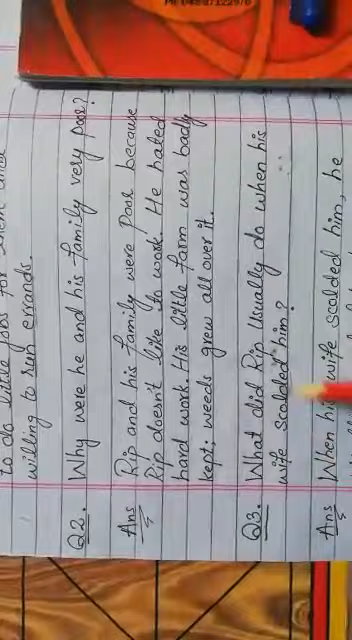 to do little jobs for them and
willing to run errands.
Q2. Why were he and his family very poor?
Ans Rip and his family were poor because
Rip doesn't like to work. He hated
hard work. His little farm was badly
kept; weeds grew all over it.
Q3. What did Rip usually do when his
wife scolded him?
Ans When his wife scolded him, he